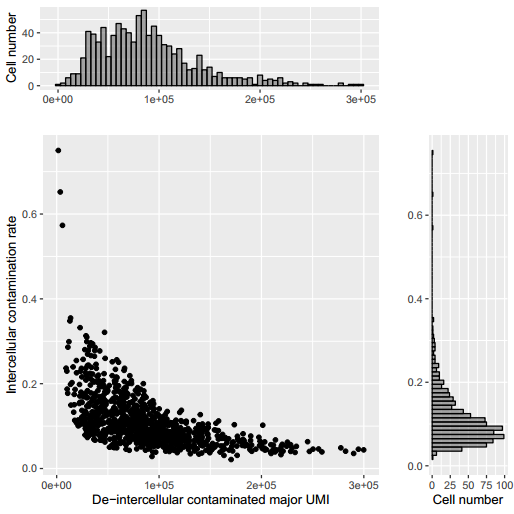 Cell number
40
20
0
0e+00 1e+05 2e+05 3e+05
Intercellular contamination rate
0.6
0.4
0.2
0.0
0e+00 1e+05 2e+05 3e+05
De−intercellular contaminated major UMI
0.6
0.4
0.2
0.0
0 25 50 75 100
Cell number